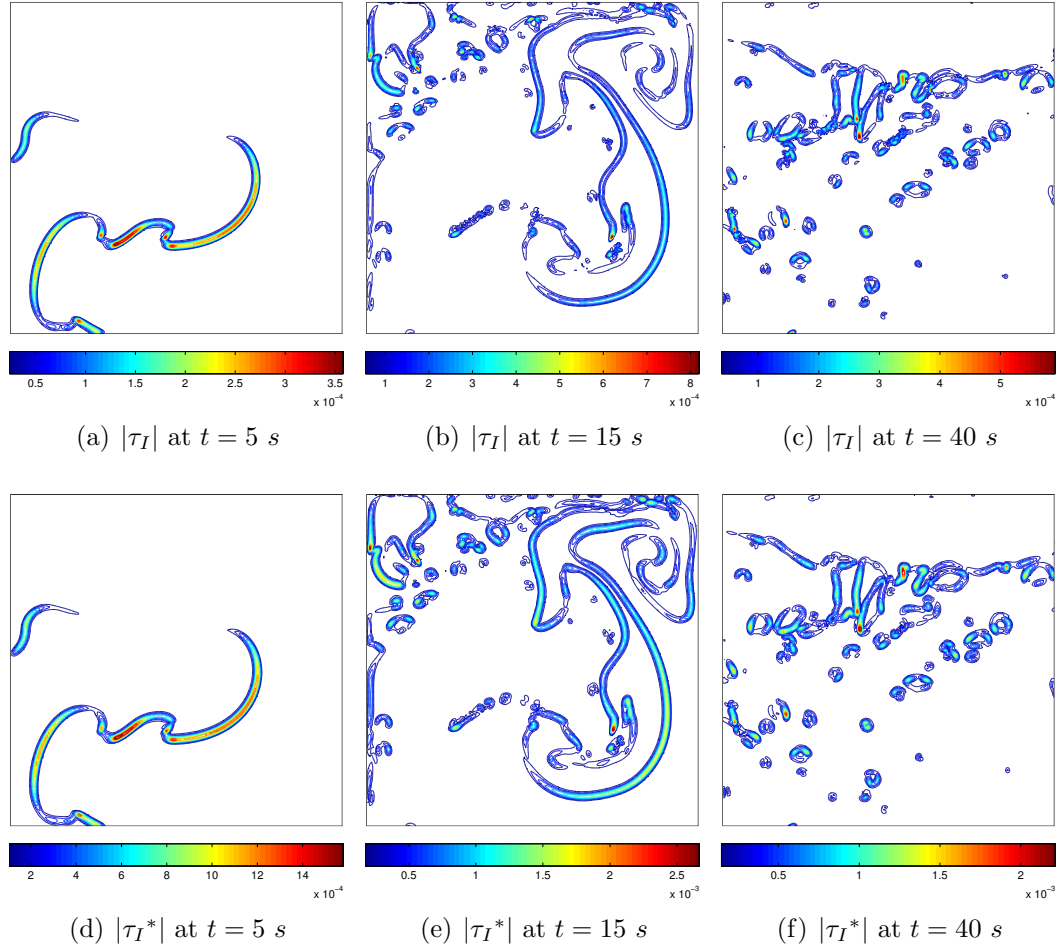 0.5 1 1.5 2 2.5 3 3.5
x 10⁻⁴
1 2 3 4 5 6 7 8
x 10⁻⁴
1 2 3 4 5
x 10⁻⁴
(a) |τ_I| at t = 5 s
(b) |τ_I| at t = 15 s
(c) |τ_I| at t = 40 s
2 4 6 8 10 12 14
x 10⁻⁴
0.5 1 1.5 2 2.5
x 10⁻³
0.5 1 1.5 2
x 10⁻³
(d) |τ_I*| at t = 5 s
(e) |τ_I*| at t = 15 s
(f) |τ_I*| at t = 40 s